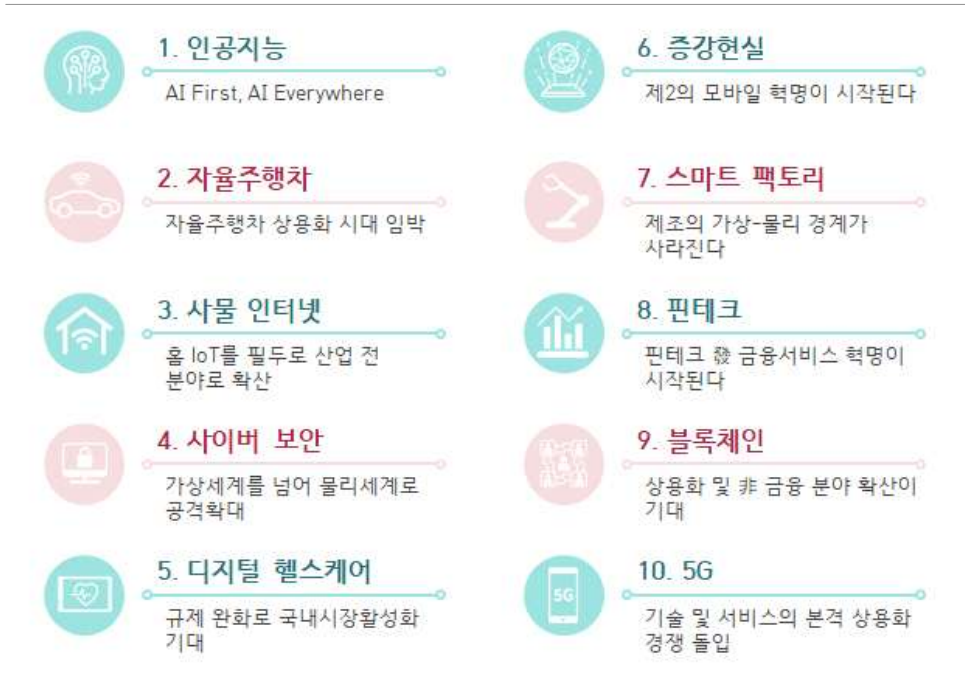 1. 인공지능
AI First, AI Everywhere
2. 자율주행차
자율주행차 상용화 시대 임박
3. 사물 인터넷
홈 IoT를 필두로 산업 전
분야로 확산
4. 사이버 보안
가상세계를 넘어 물리세계로
공격확대
5. 디지털 헬스케어
규제 완화로 국내시장활성화
기대
6. 증강현실
제2의 모바일 혁명이 시작된다
7. 스마트 팩토리
제조의 가상-물리 경계가
사라진다
8. 핀테크
핀테크 發 금융서비스 혁명이
시작된다
9. 블록체인
상용화 및 非 금융 분야 확산이
기대
10. 5G
5G
기술 및 서비스의 본격 상용화
경쟁 돌입